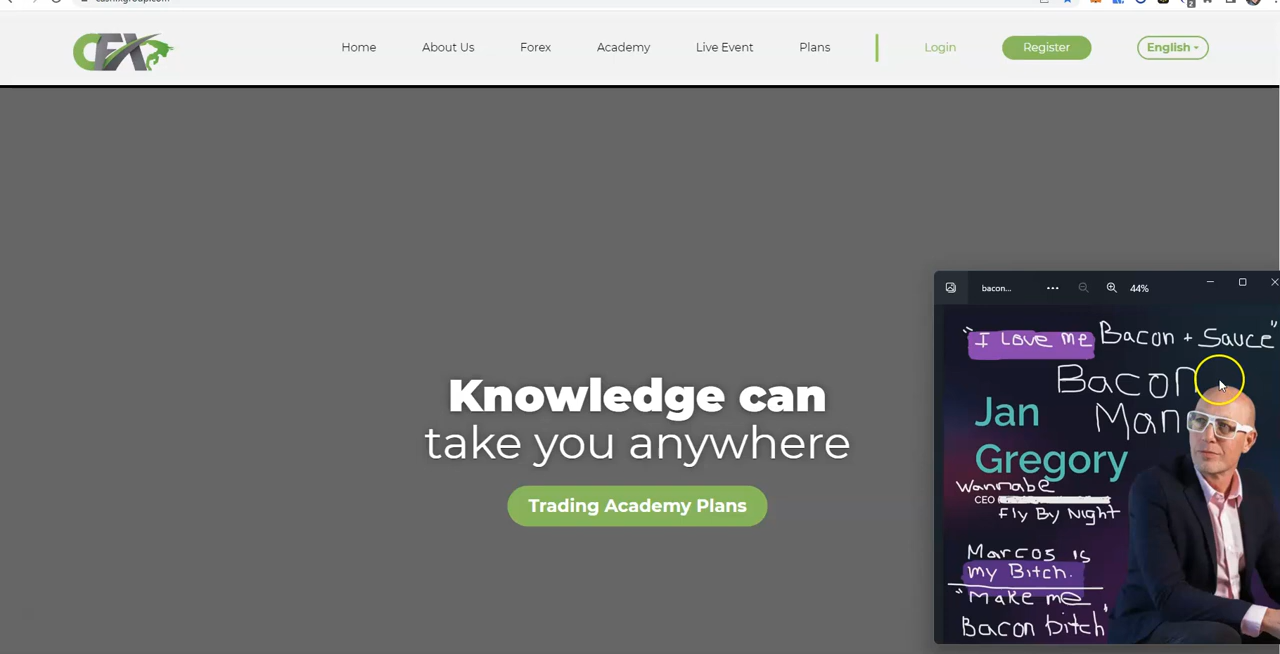 CFX
Home About Us Forex Academy Live Event Plans Login Register English
Knowledge can
take you anywhere
Trading Academy Plans
bacon... 44%
"I Love me Bacon + Sauce"
Bacon
Man
Jan
Gregory
Wannabe
CEO
Fly By Night
Marcos is
my Bitch.
"Make me
Bacon bitch"